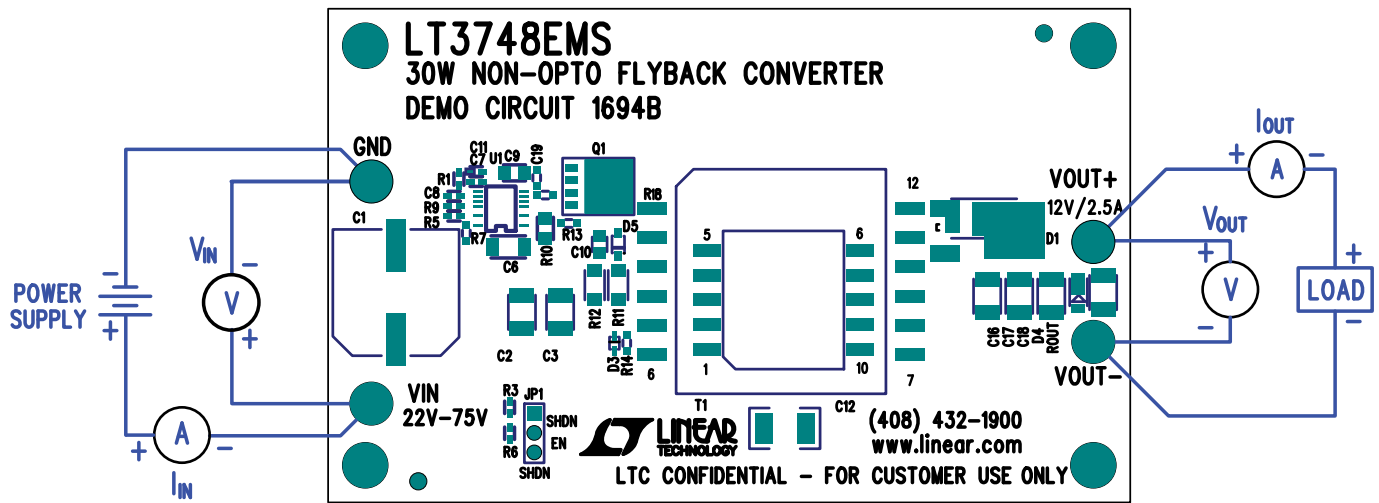 LT3748EMS
30W NON-OPTO FLYBACK CONVERTER
DEMO CIRCUIT 1694B
GND
VIN
POWER
SUPPLY
- +
V
- +
A
+ -
IIN
VIN
22V-75V
C1
C11
C7
U1
C9
C19
Q1
R1
C8
R9
R5
R7
C6
R10
R13
C10
D5
R16
R12
R11
C2
C3
D3
R14
6
5
1
6
10
12
7
T1
C12
D1
C16
C17
C18
D4
ROUT
R3
R6
JP1
SHDN
EN
SHDN
LINEAR
TECHNOLOGY
(408) 432-1900
www.linear.com
LTC CONFIDENTIAL - FOR CUSTOMER USE ONLY
VOUT+
12V/2.5A
VOUT-
IOUT
+ -
A
VOUT
+
V
-
+
LOAD
-